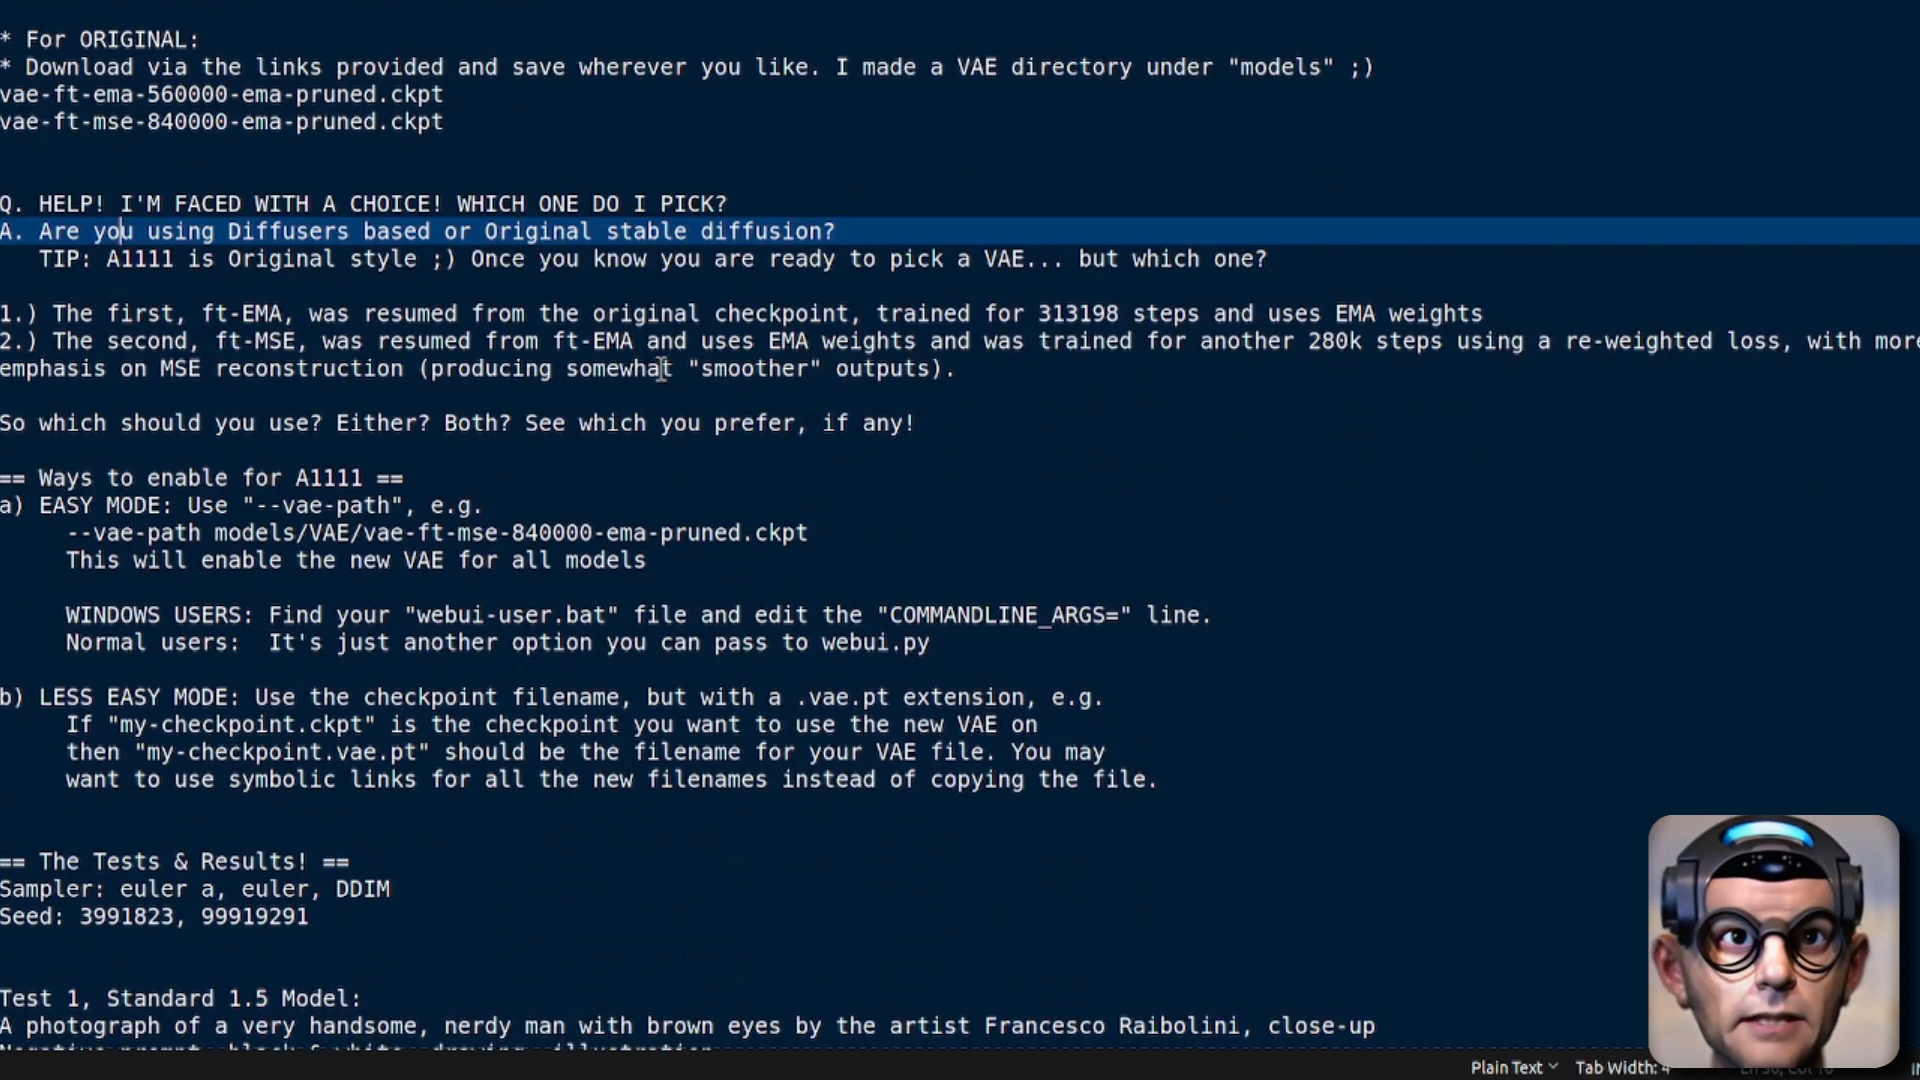 * For ORIGINAL:
* Download via the links provided and save wherever you like. I made a VAE directory under "models" ;)
vae-ft-ema-560000-ema-pruned.ckpt
vae-ft-mse-840000-ema-pruned.ckpt
Q. HELP! I'M FACED WITH A CHOICE! WHICH ONE DO I PICK?
A. Are you using Diffusers based or Original stable diffusion?
TIP: A1111 is Original style ;) Once you know you are ready to pick a VAE... but which one?
1.) The first, ft-EMA, was resumed from the original checkpoint, trained for 313198 steps and uses EMA weights
2.) The second, ft-MSE, was resumed from ft-EMA and uses EMA weights and was trained for another 280k steps using a re-weighted loss, with more
emphasis on MSE reconstruction (producing somewhat "smoother" outputs).
So which should you use? Either? Both? See which you prefer, if any!
== Ways to enable for A1111 ==
a) EASY MODE: Use "--vae-path", e.g.
--vae-path models/VAE/vae-ft-mse-840000-ema-pruned.ckpt
This will enable the new VAE for all models
WINDOWS USERS: Find your "webui-user.bat" file and edit the "COMMANDLINE_ARGS=" line.
Normal users: It's just another option you can pass to webui.py
b) LESS EASY MODE: Use the checkpoint filename, but with a .vae.pt extension, e.g.
If "my-checkpoint.ckpt" is the checkpoint you want to use the new VAE on
then "my-checkpoint.vae.pt" should be the filename for your VAE file. You may
want to use symbolic links for all the new filenames instead of copying the file.
== The Tests & Results! ==
Sampler: euler a, euler, DDIM
Seed: 3991823, 99919291
Test 1, Standard 1.5 Model:
A photograph of a very handsome, nerdy man with brown eyes by the artist Francesco Raibolini, close-up
Plain Text Tab Width: 4